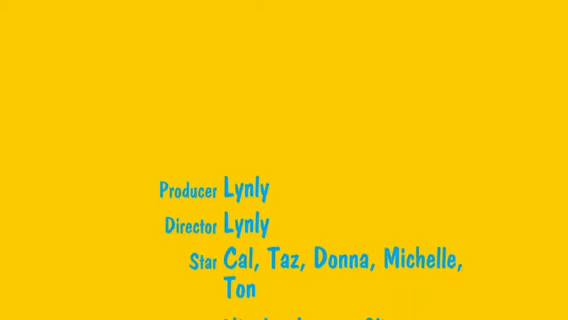 Producer Lynly
Director Lynly
Star Cal, Taz, Donna, Michelle,
Ton